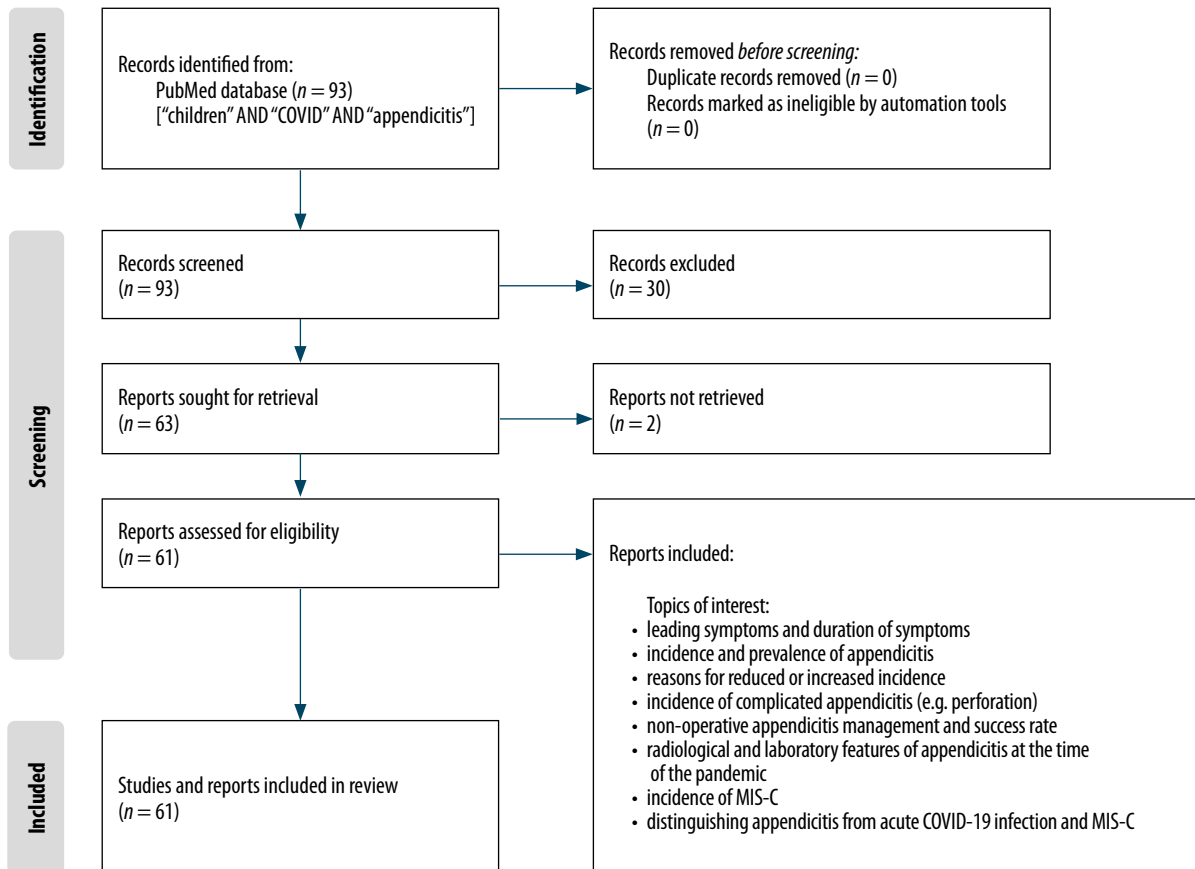 Identification
Records identified from:
PubMed database (n = 93)
[“children” AND “COVID” AND “appendicitis”]
Records removed before screening:
Duplicate records removed (n = 0)
Records marked as ineligible by automation tools
(n = 0)
Screening
Records screened
(n = 93)
Records excluded
(n = 30)
Reports sought for retrieval
(n = 63)
Reports not retrieved
(n = 2)
Reports assessed for eligibility
(n = 61)
Reports included:
Topics of interest:
• leading symptoms and duration of symptoms
• incidence and prevalence of appendicitis
• reasons for reduced or increased incidence
• incidence of complicated appendicitis (e.g. perforation)
• non-operative appendicitis management and success rate
• radiological and laboratory features of appendicitis at the time
of the pandemic
• incidence of MIS-C
• distinguishing appendicitis from acute COVID-19 infection and MIS-C
Included
Studies and reports included in review
(n = 61)